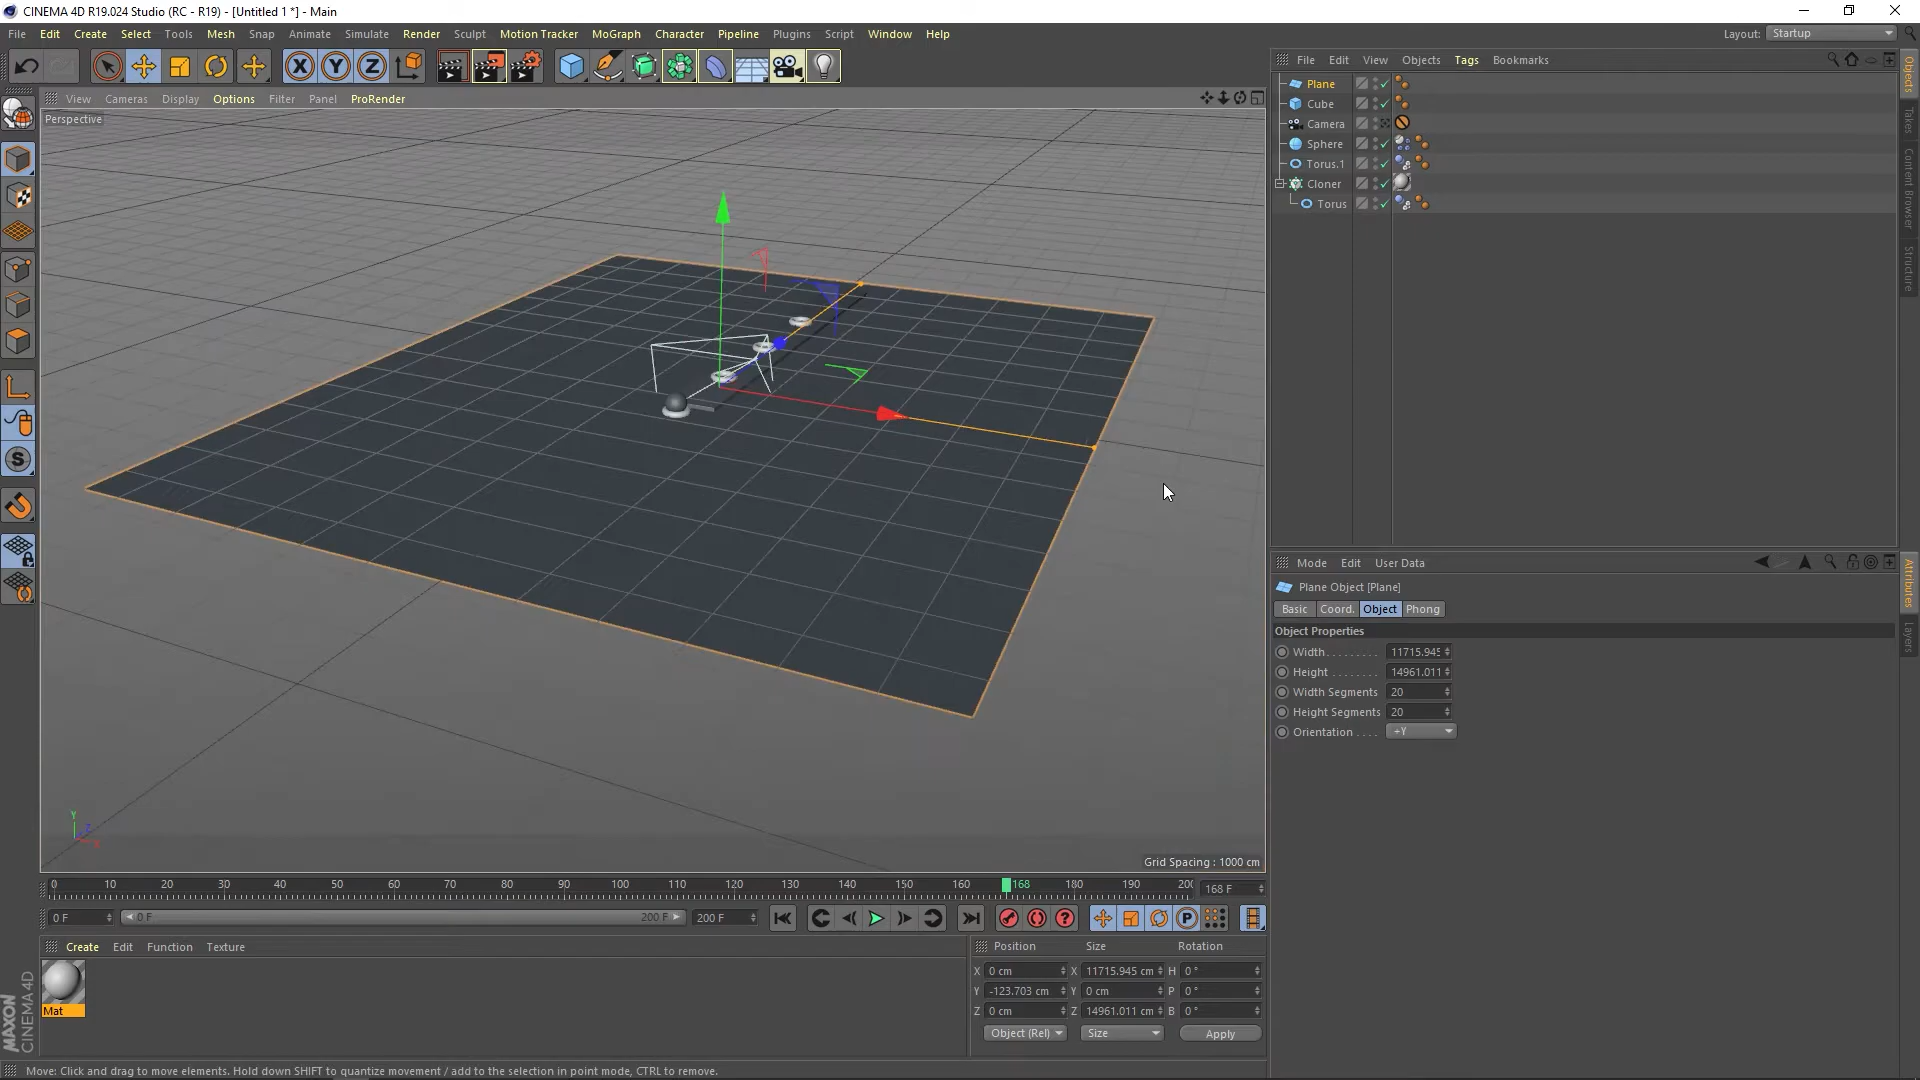 CINEMA 4D R19.024 Studio (RC - R19) - [Untitled 1 *] - Main
File Edit Create Select Tools Mesh Snap Animate Simulate Render Sculpt Motion Tracker MoGraph Character Pipeline Plugins Script Window Help
Layout: Startup
View Cameras Display Options Filter Panel ProRender
Perspective
Grid Spacing : 1000 cm
File Edit View Objects Tags Bookmarks
Plane
Cube
Camera
Sphere
Torus.1
Cloner
Torus
Objects
Takes
Content Browser
Structure
Mode Edit User Data
Plane Object [Plane]
Basic Coord. Object Phong
Object Properties
Width......... 11715.945
Height ........ 14961.011
Width Segments 20
Height Segments 20
Orientation .... +Y
Attributes
Layers
0 10 20 30 40 50 60 70 80 90 100 110 120 130 140 150 160 168 180 190 200 168 F
0 F 0 F 200 F 200 F
Create Edit Function Texture
Mat
MAXON
CINEMA 4D
Position Size Rotation
X 0 cm X 11715.945 cm H 0 °
Y -123.703 cm Y 0 cm P 0 °
Z 0 cm Z 14961.011 cm B 0 °
Object (Rel) Size Apply
Move: Click and drag to move elements. Hold down SHIFT to quantize movement / add to the selection in point mode, CTRL to remove.